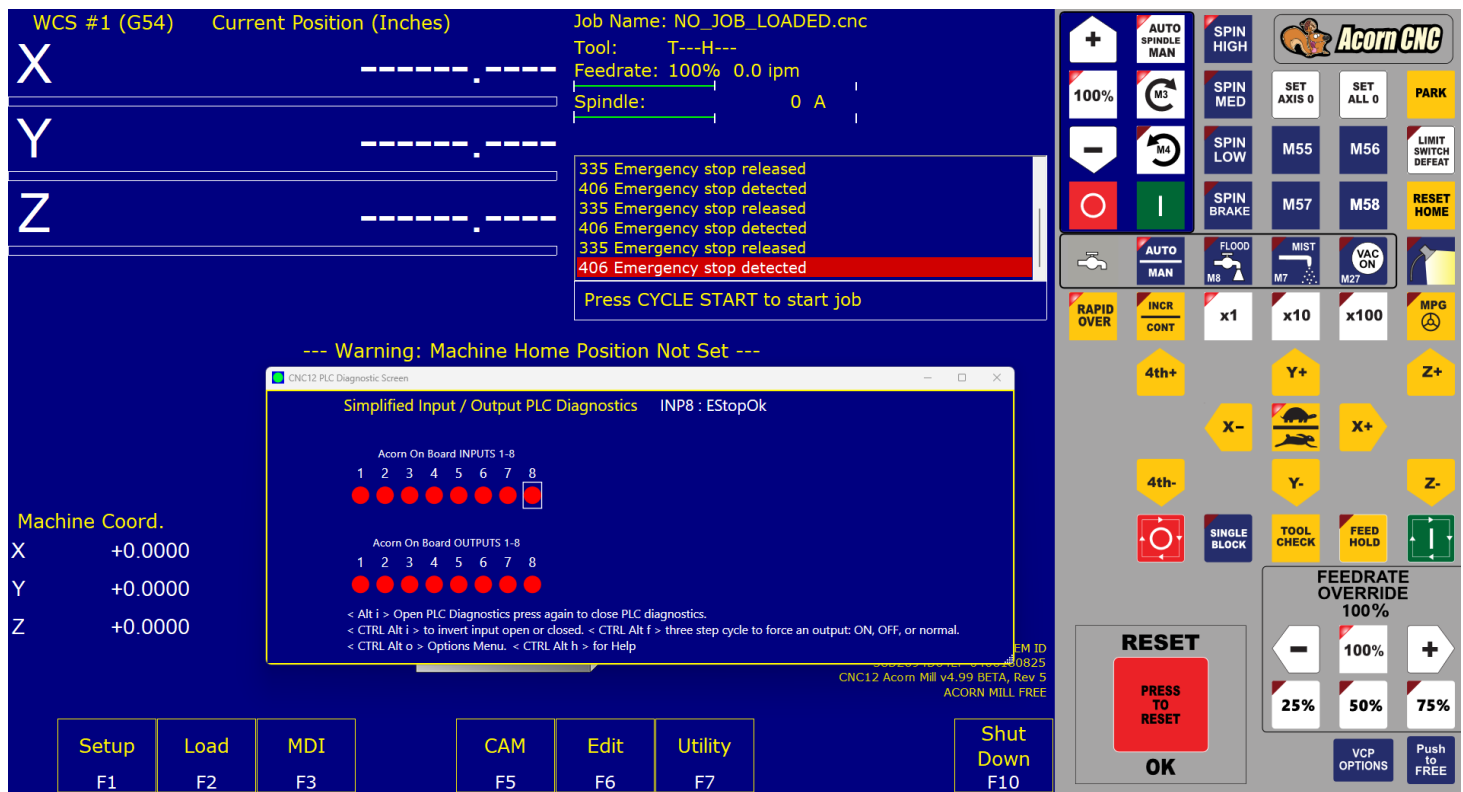 WCS #1 (G54) Current Position (Inches)
X ------.----
Y ------.----
Z ------.----
Job Name: NO_JOB_LOADED.cnc
Tool: T---H---
Feedrate: 100% 0.0 ipm
Spindle: 0 A
335 Emergency stop released
406 Emergency stop detected
335 Emergency stop released
406 Emergency stop detected
335 Emergency stop released
406 Emergency stop detected
Press CYCLE START to start job
--- Warning: Machine Home Position Not Set ---
CNC12 PLC Diagnostic Screen
Simplified Input / Output PLC Diagnostics INP8 : EStopOk
Acorn On Board INPUTS 1-8
1 2 3 4 5 6 7 8
Acorn On Board OUTPUTS 1-8
1 2 3 4 5 6 7 8
< Alt i > Open PLC Diagnostics press again to close PLC diagnostics.
< CTRL Alt i > to invert input open or closed. < CTRL Alt f > three step cycle to force an output: ON, OFF, or normal.
< CTRL Alt o > Options Menu. < CTRL Alt h > for Help
Machine Coord.
X +0.0000
Y +0.0000
Z +0.0000
EM ID
CNC12 Acorn Mill v4.99 BETA, Rev 5
ACORN MILL FREE
Setup
F1
Load
F2
MDI
F3
CAM
F5
Edit
F6
Utility
F7
Shut
Down
F10
+
AUTO
SPINDLE
MAN
SPIN
HIGH
Acorn CNC
100%
M3
SPIN
MED
SET
AXIS 0
SET
ALL 0
PARK
-
M4
SPIN
LOW
M55
M56
LIMIT
SWITCH
DEFEAT
SPIN
BRAKE
M57
M58
RESET
HOME
AUTO
MAN
FLOOD
M8
MIST
M7
VAC
ON
M27
RAPID
OVER
INCR
CONT
x1
x10
x100
MPG
4th+
Y+
Z+
X-
X+
4th-
Y-
Z-
SINGLE
BLOCK
TOOL
CHECK
FEED
HOLD
FEEDRATE
OVERRIDE
100%
-
100%
+
25%
50%
75%
RESET
PRESS
TO
RESET
OK
VCP
OPTIONS
Push
to
FREE